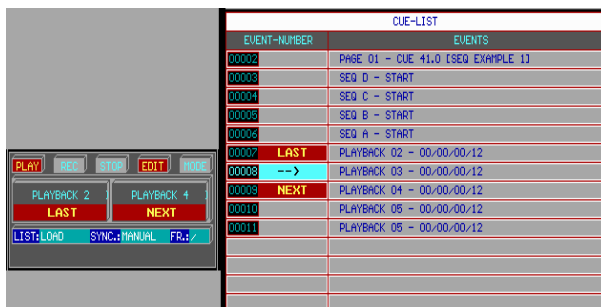 CUE-LIST
EVENT-NUMBER EVENTS
00002 PAGE 01 - CUE 41.0 [SEQ EXAMPLE 1]
00003 SEQ D - START
00004 SEQ C - START
00005 SEQ B - START
00006 SEQ A - START
00007 LAST PLAYBACK 02 - 00/00/00/12
00008 --> PLAYBACK 03 - 00/00/00/12
00009 NEXT PLAYBACK 04 - 00/00/00/12
00010 PLAYBACK 05 - 00/00/00/12
00011 PLAYBACK 05 - 00/00/00/12
PLAY REC STOP EDIT MODE
PLAYBACK 2 PLAYBACK 4
LAST NEXT
LIST:LOAD SYNC.:MANUAL FR.:/